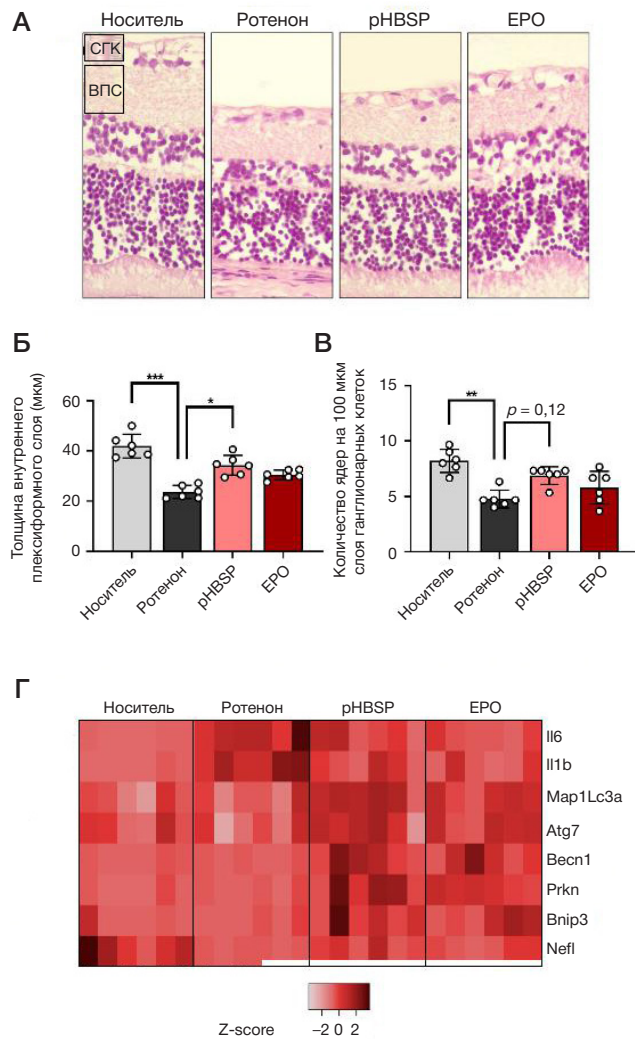 А
Носитель Ротенон pHBSP EPO
СГК
ВПС
Б
Толщина внутреннего
плексиформного слоя (мкм)
60
40
20
0
***
*
Носитель
Ротенон
pHBSP
EPO
В
Количество ядер на 100 мкм
слоя ганглионарных клеток
15
10
5
0
**
p = 0,12
Носитель
Ротенон
pHBSP
EPO
Г
Носитель Ротенон pHBSP EPO
Il6
Il1b
Map1Lc3a
Atg7
Becn1
Prkn
Bnip3
Nefl
Z-score
−2 0 2